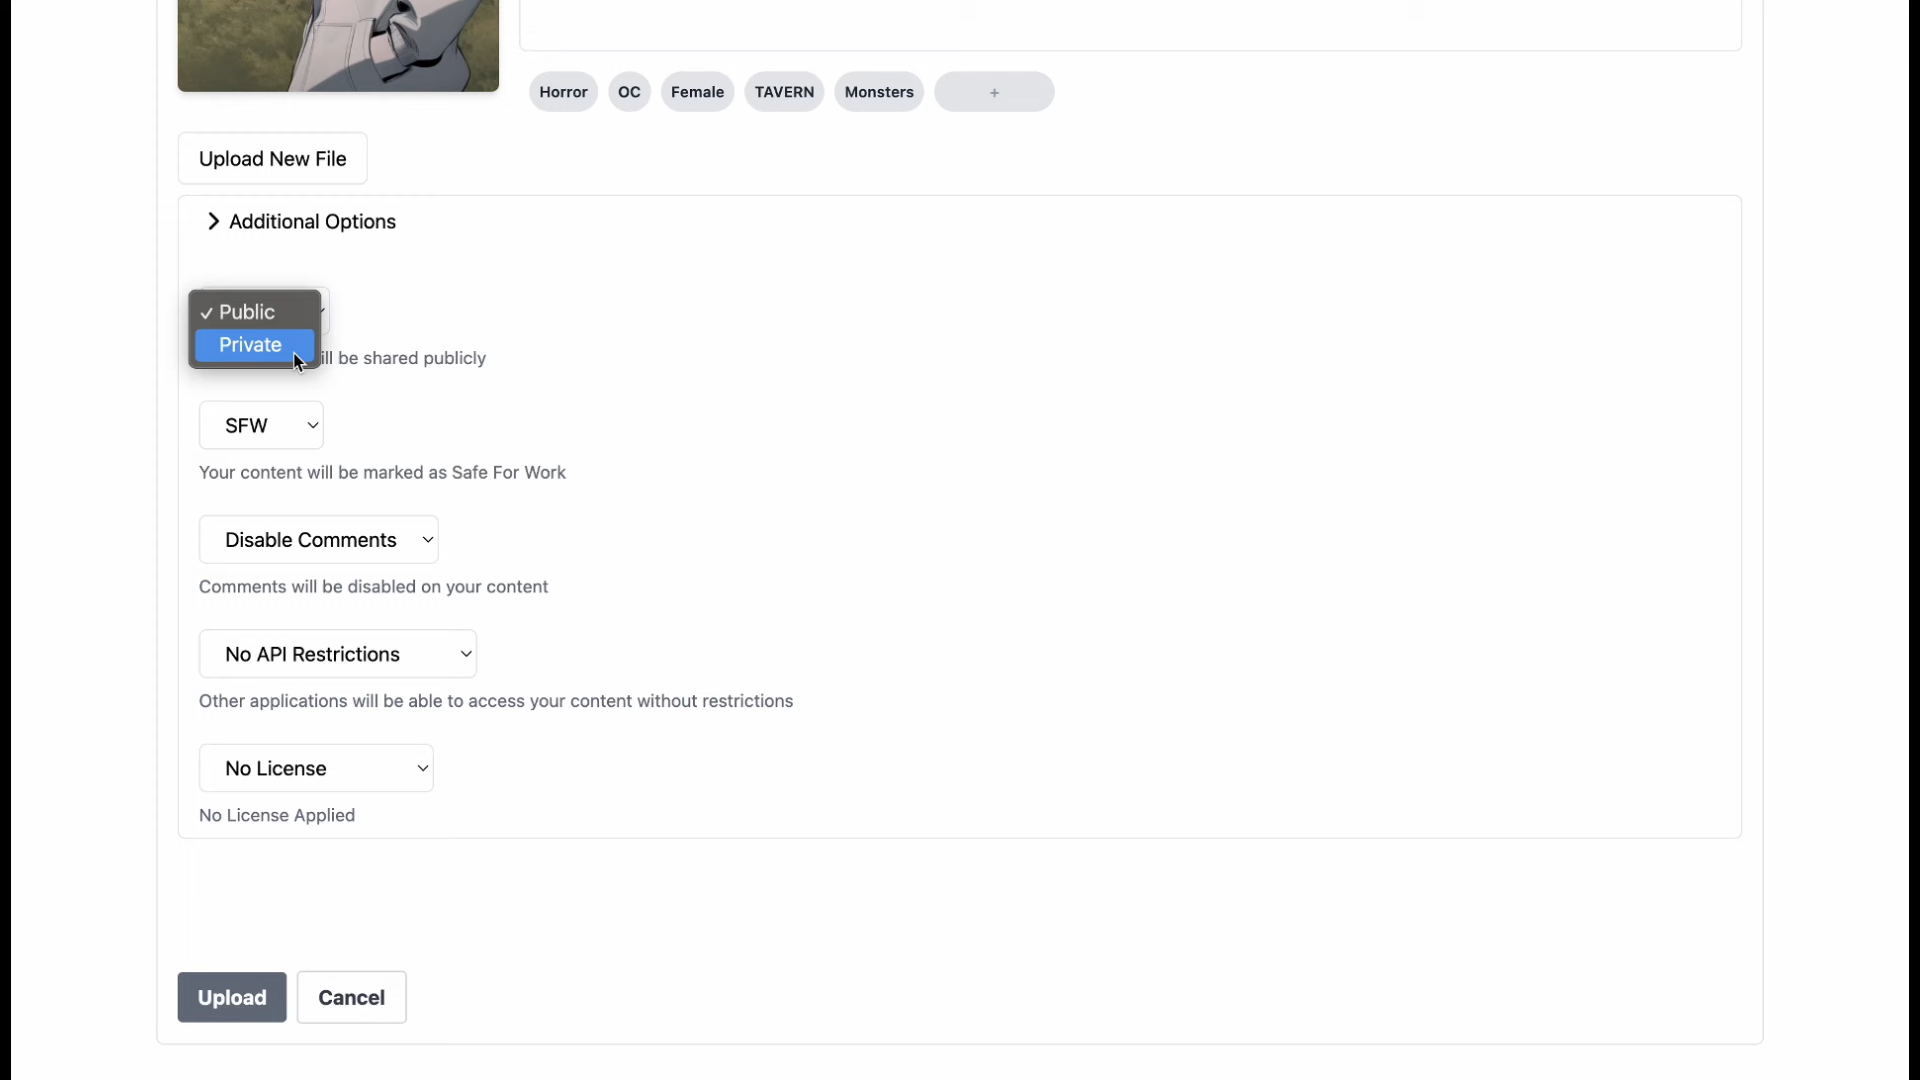 Horror OC Female TAVERN Monsters +
Upload New File
Additional Options
✓ Public
Private
ill be shared publicly
SFW
Your content will be marked as Safe For Work
Disable Comments
Comments will be disabled on your content
No API Restrictions
Other applications will be able to access your content without restrictions
No License
No License Applied
Upload Cancel